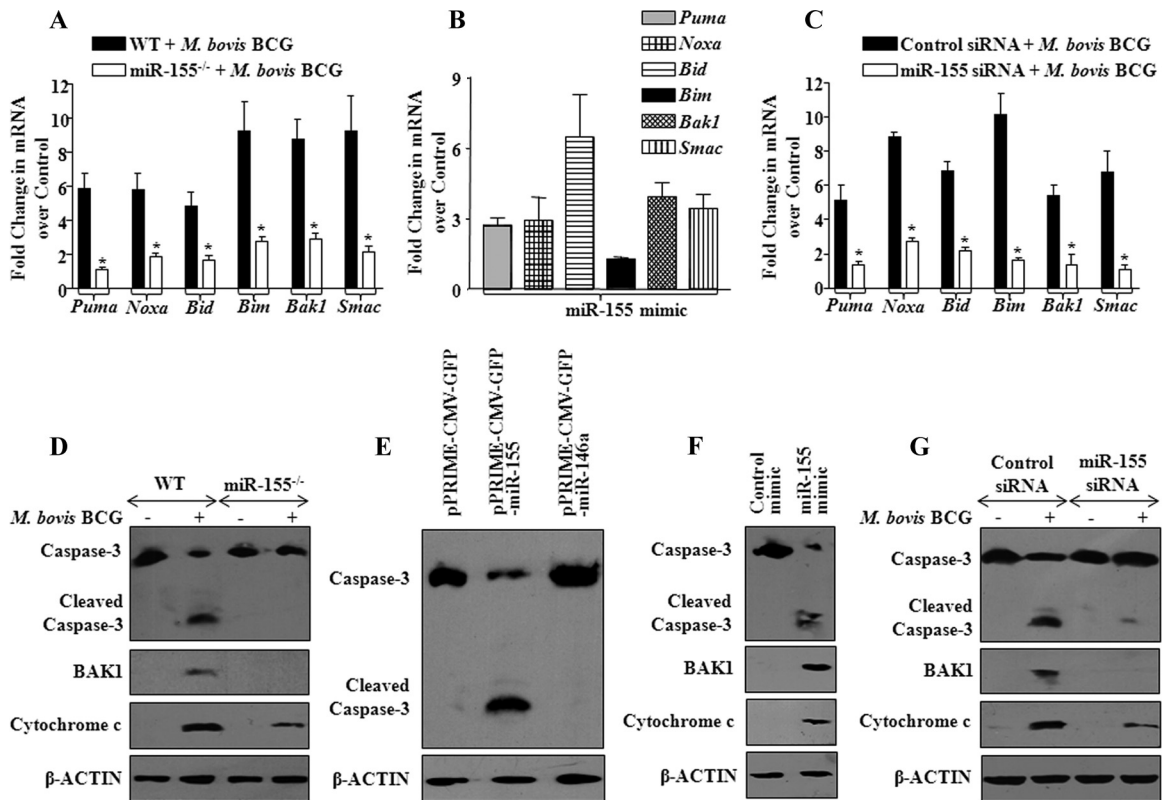 A
WT + M. bovis BCG
miR-155-/- + M. bovis BCG
Fold Change in mRNA
over Control
12
10
8
6
4
2
0
*
*
*
*
*
*
Puma
Noxa
Bid
Bim
Bak1
Smac
B
Puma
Noxa
Bid
Bim
Bak1
Smac
Fold Change in mRNA
over Control
9
6
3
0
miR-155 mimic
C
Control siRNA + M. bovis BCG
miR-155 siRNA + M. bovis BCG
Fold Change in mRNA
over Control
12
10
8
6
4
2
0
*
*
*
*
*
*
Puma
Noxa
Bid
Bim
Bak1
Smac
D
WT
miR-155-/-
M. bovis BCG
- + - +
Caspase-3
Cleaved
Caspase-3
BAK1
Cytochrome c
β-ACTIN
E
pPRIME-CMV-GFP
pPRIME-CMV-GFP
-miR-155
pPRIME-CMV-GFP
-miR-146a
Caspase-3
Cleaved
Caspase-3
β-ACTIN
F
Control
mimic
miR-155
mimic
Caspase-3
Cleaved
Caspase-3
BAK1
Cytochrome c
β-ACTIN
G
Control
siRNA
miR-155
siRNA
M. bovis BCG
- + - +
Caspase-3
Cleaved
Caspase-3
BAK1
Cytochrome c
β-ACTIN